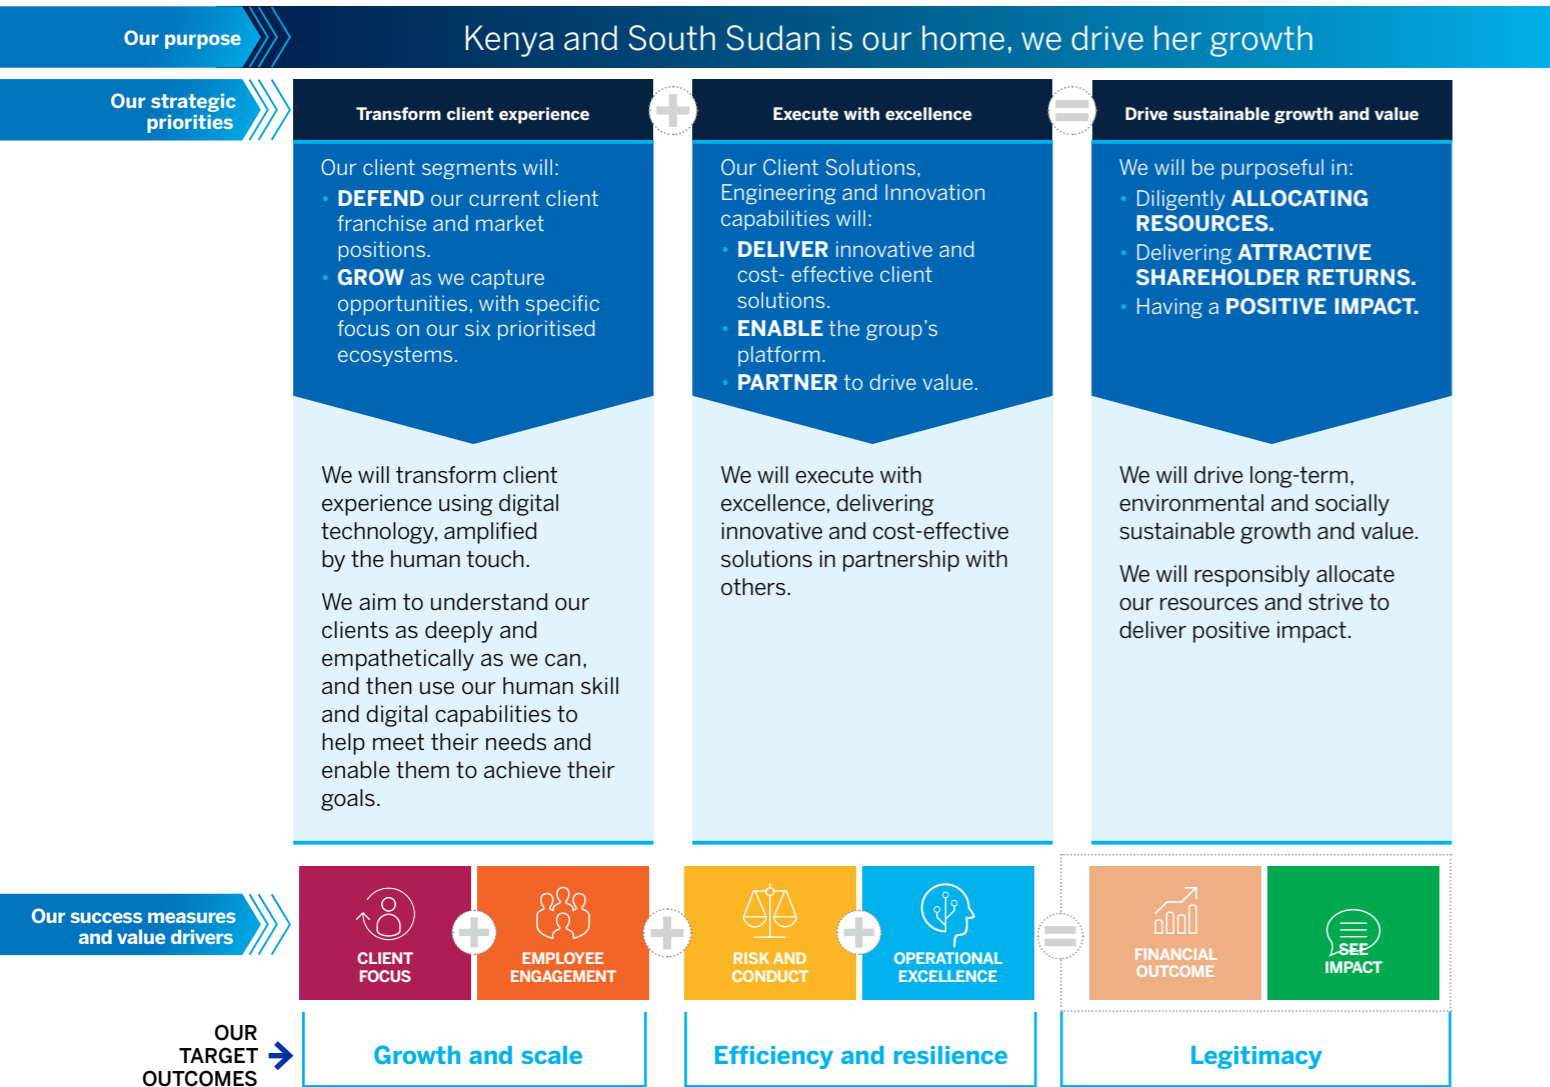 Our purpose
Kenya and South Sudan is our home, we drive her growth
Our strategic
priorities
Transform client experience
Execute with excellence
Drive sustainable growth and value
Our client segments will:
• DEFEND our current client
franchise and market
positions.
• GROW as we capture
opportunities, with specific
focus on our six prioritised
ecosystems.
Our Client Solutions,
Engineering and Innovation
capabilities will:
• DELIVER innovative and
cost- effective client
solutions.
• ENABLE the group's
platform.
• PARTNER to drive value.
We will be purposeful in:
• Diligently ALLOCATING
RESOURCES.
• Delivering ATTRACTIVE
SHAREHOLDER RETURNS.
• Having a POSITIVE IMPACT.
We will transform client
experience using digital
technology, amplified
by the human touch.
We aim to understand our
clients as deeply and
empathetically as we can,
and then use our human skill
and digital capabilities to
help meet their needs and
enable them to achieve their
goals.
We will execute with
excellence, delivering
innovative and cost-effective
solutions in partnership with
others.
We will drive long-term,
environmental and socially
sustainable growth and value.
We will responsibly allocate
our resources and strive to
deliver positive impact.
Our success measures
and value drivers
CLIENT
FOCUS
EMPLOYEE
ENGAGEMENT
RISK AND
CONDUCT
OPERATIONAL
EXCELLENCE
FINANCIAL
OUTCOME
SEE
IMPACT
OUR
TARGET
OUTCOMES
Growth and scale
Efficiency and resilience
Legitimacy